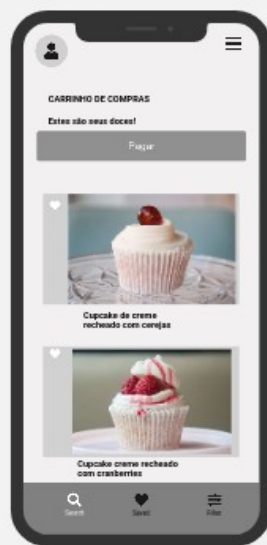 CARRINHO DE COMPRAS
Estes são seus doces!
Pagar
Cupcake de creme
recheado com cerejas
Cupcake creme recheado
com cranberries
Search
Saved
Filter